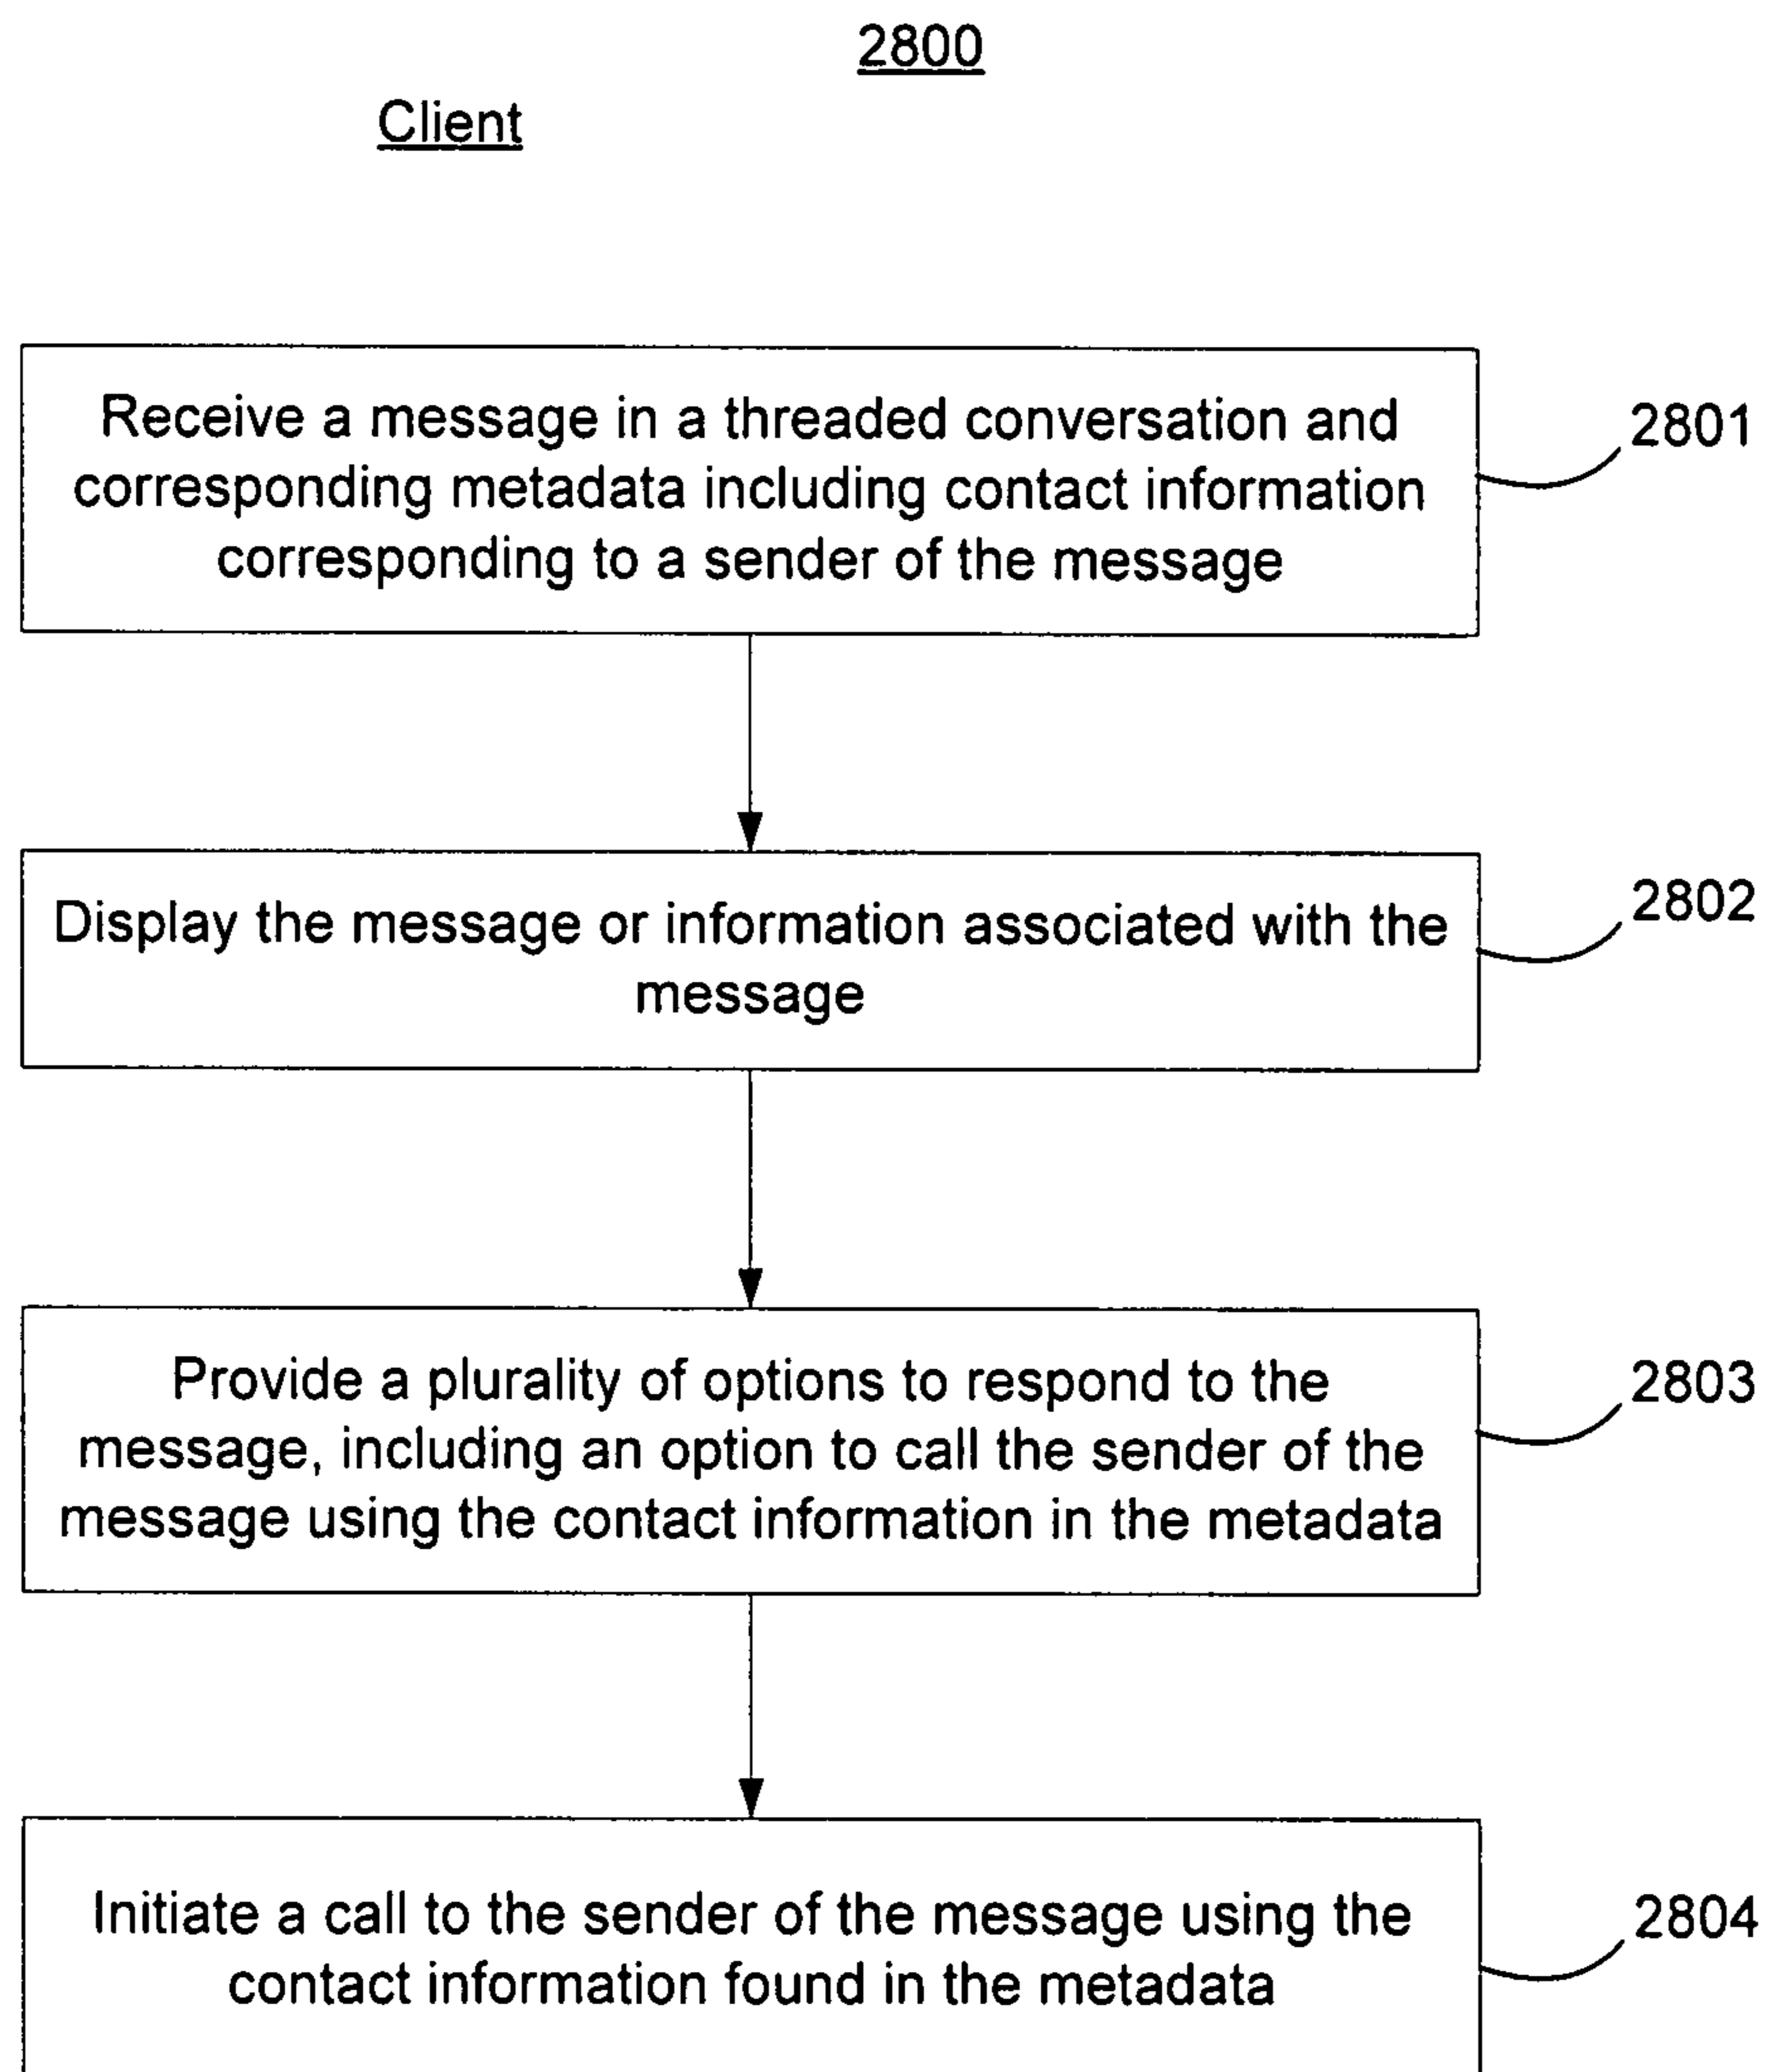 2800
Client
Receive a message in a threaded conversation and
corresponding metadata including contact information
corresponding to a sender of the message
2801
Display the message or information associated with the
message
2802
Provide a plurality of options to respond to the
message, including an option to call the sender of the
message using the contact information in the metadata
2803
Initiate a call to the sender of the message using the
contact information found in the metadata
2804